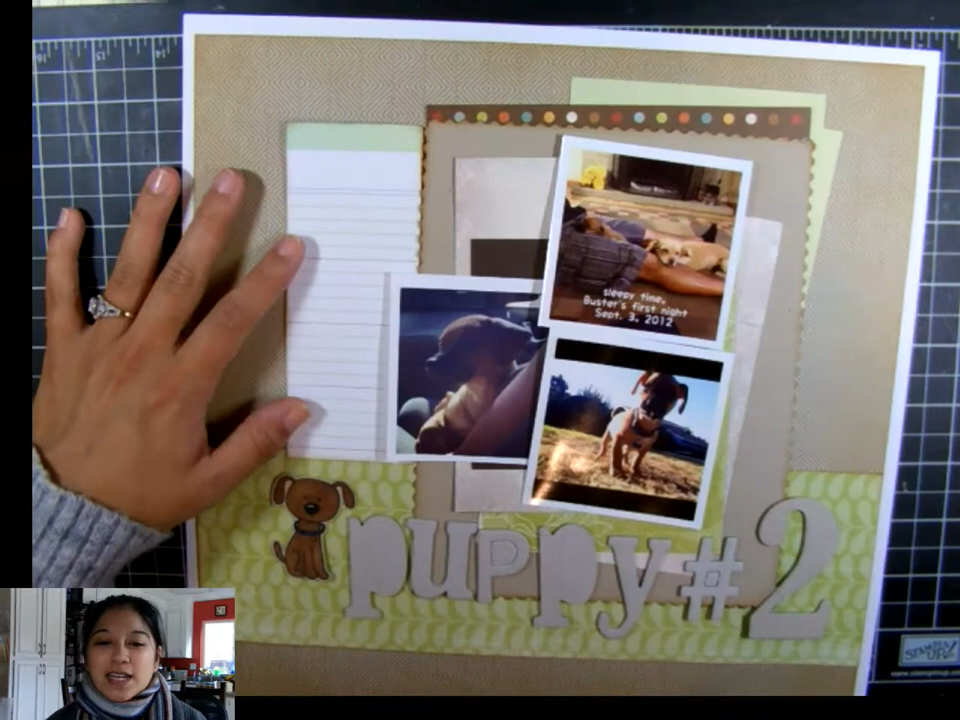 sleepy time,
Buster's first night
Sept. 3, 2012
puppy #2
STAMPIN' UP!